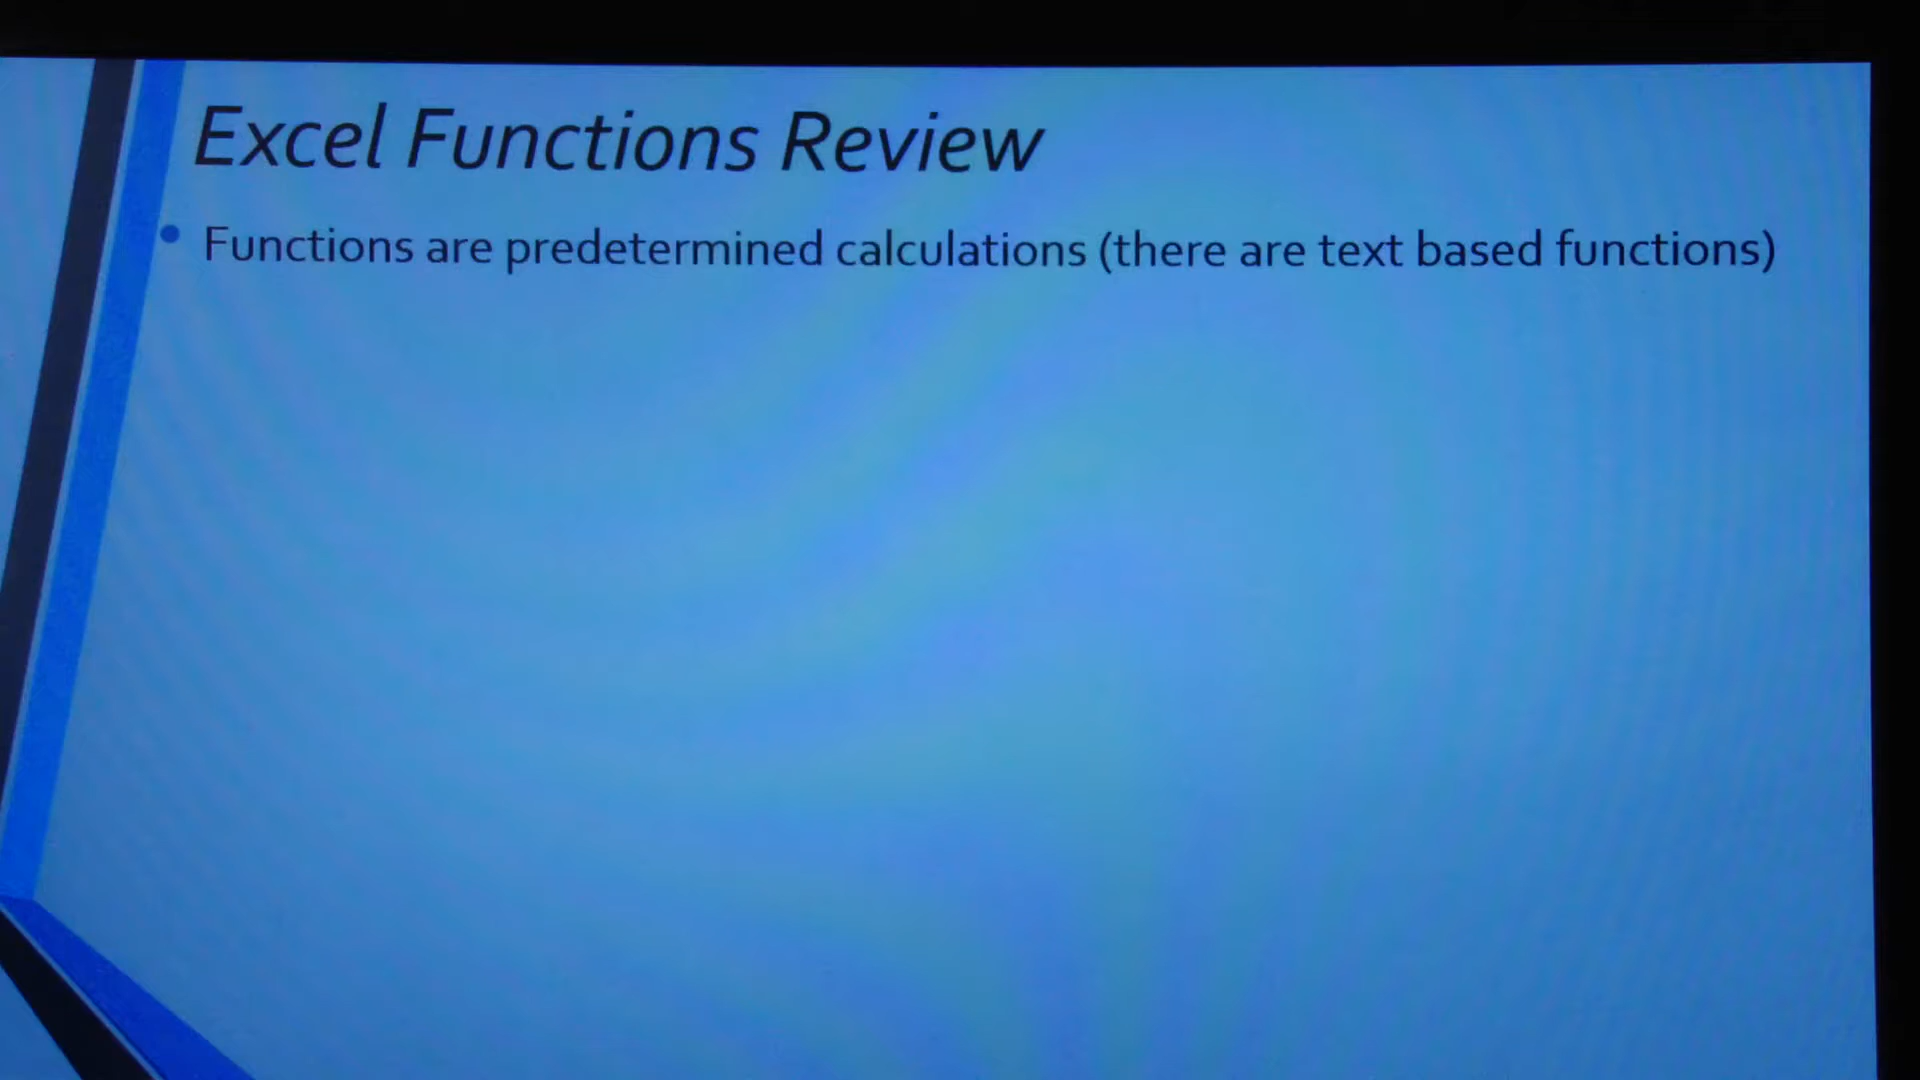 Excel Functions Review
• Functions are predetermined calculations (there are text based functions)